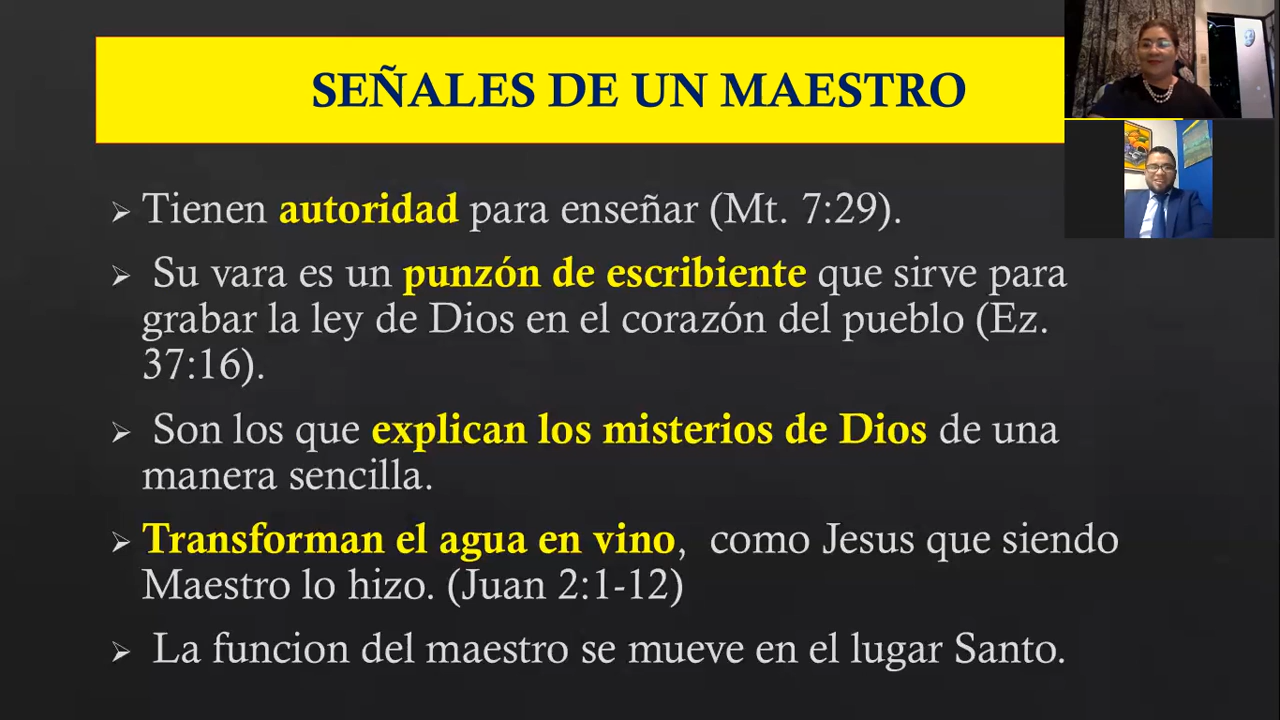 SEÑALES DE UN MAESTRO
➢ Tienen autoridad para enseñar (Mt. 7:29).
➢ Su vara es un punzón de escribiente que sirve para
grabar la ley de Dios en el corazón del pueblo (Ez.
37:16).
➢ Son los que explican los misterios de Dios de una
manera sencilla.
➢ Transforman el agua en vino, como Jesus que siendo
Maestro lo hizo. (Juan 2:1-12)
➢ La funcion del maestro se mueve en el lugar Santo.